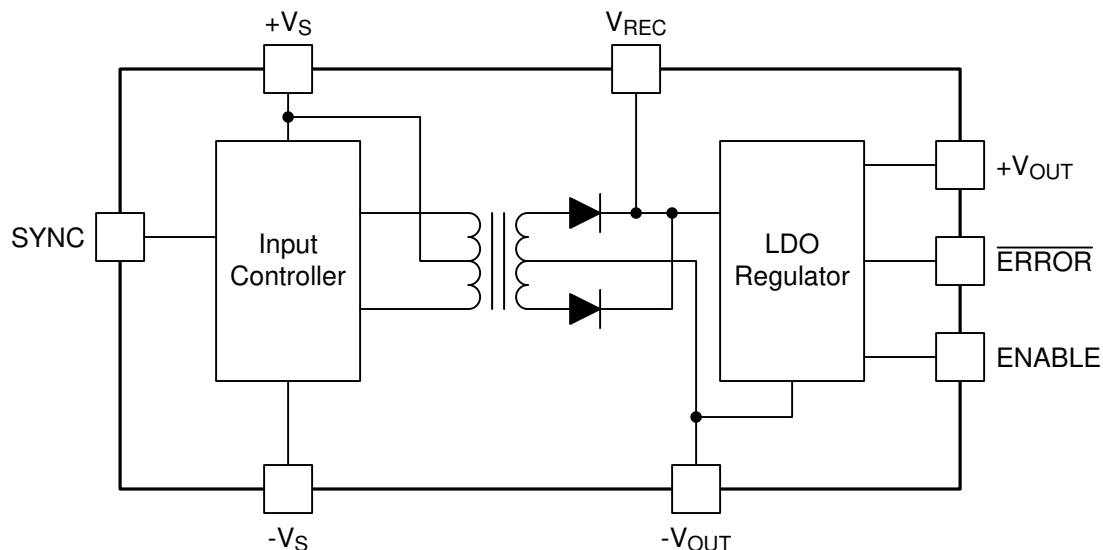 +VS
VREC
SYNC
Input
Controller
LDO
Regulator
+VOUT
ERROR
ENABLE
-VS
-VOUT